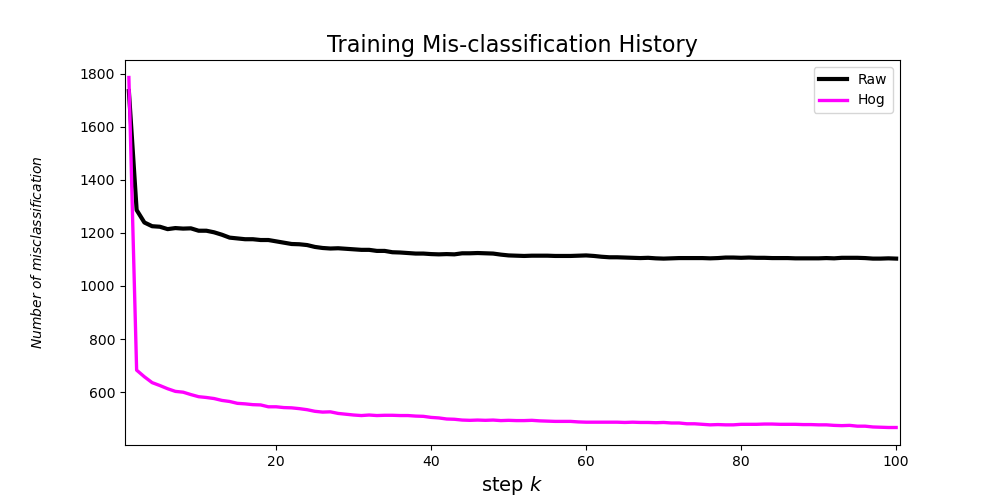 Training Mis-classification History
Raw
Hog
Number of misclassification
1800
1600
1400
1200
1000
800
600
20 40 60 80 100
step k